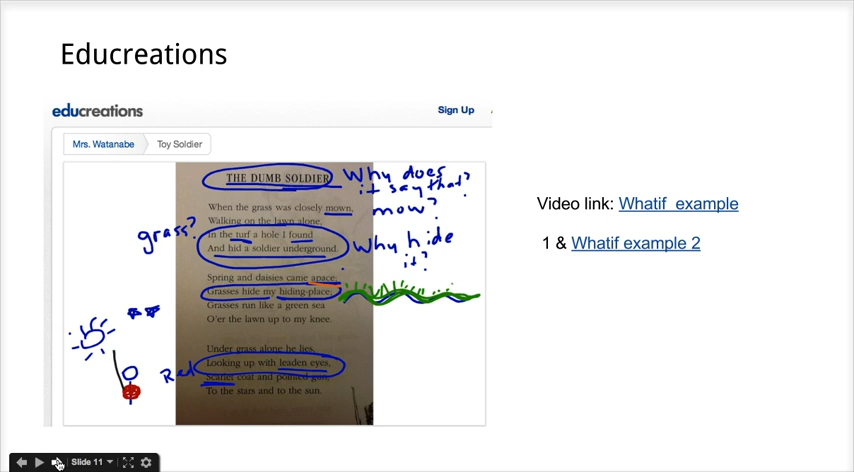 Educreations
educreations
Sign Up
Mrs. Watanabe
Toy Soldier
THE DUMB SOLDIER
Why does
it say that?
When the grass was closely mown,
mow?
Walking on the lawn alone,
grass?
In the turf a hole I found
And hid a soldier underground.
Why hide
it?
Spring and daisies came apace;
Grasses hide my hiding-place;
Grasses run like a green sea
O'er the lawn up to my knee.
Under grass alone he lies,
Looking up with leaden eyes,
Red
Scarlet coat and pointed gun,
To the stars and to the sun.
Video link: Whatif example
1 & Whatif example 2
Slide 11